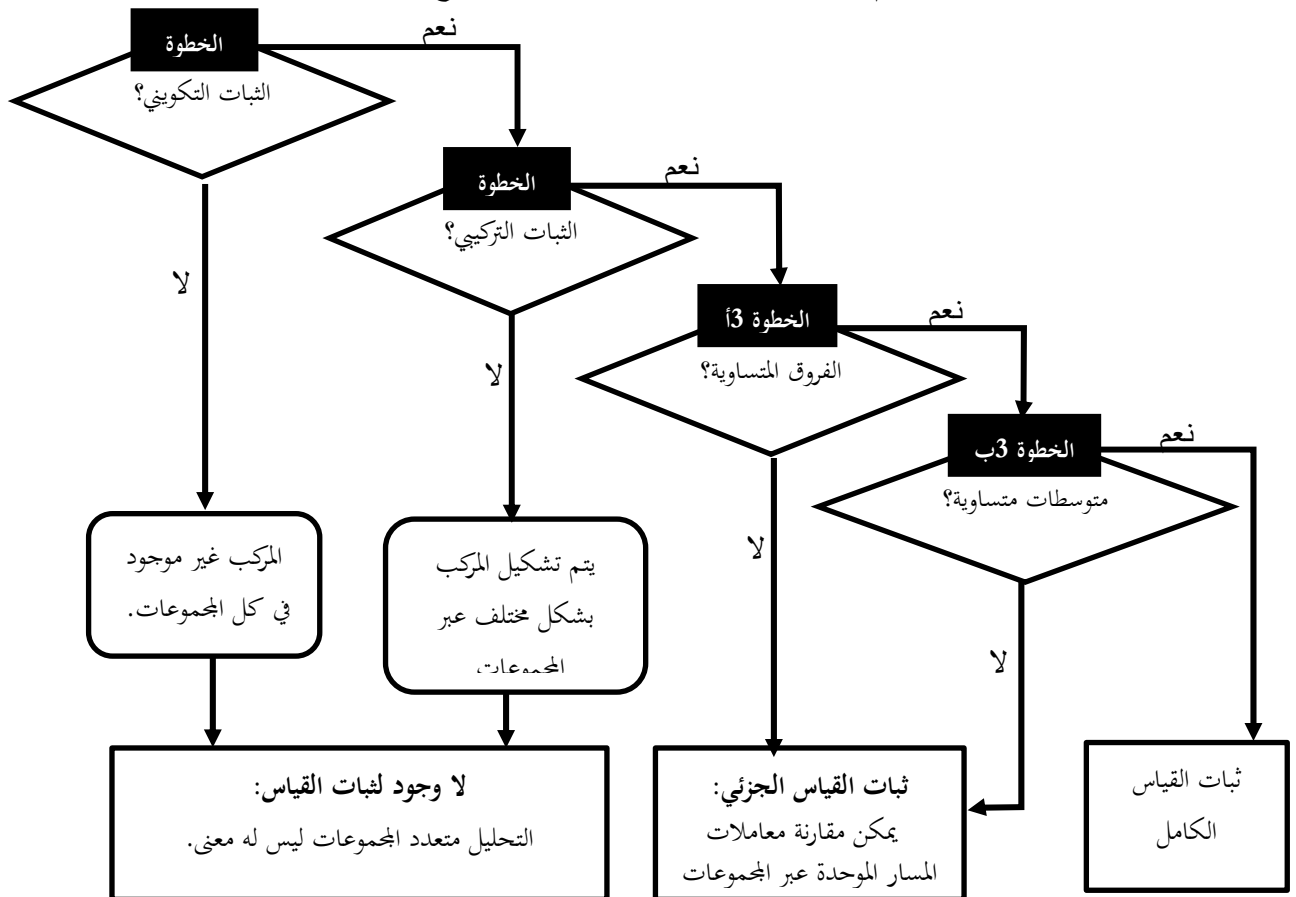 الخطوة
نعم
الثبات التكويني؟
الخطوة
نعم
الثبات التركيبي؟
لا
الخطوة 3أ
نعم
الفروق المتساوية؟
لا
الخطوة 3ب
نعم
متوسطات متساوية؟
لا
لا
المركب غير موجود
في كل المجموعات.
يتم تشكيل المركب
بشكل مختلف عبر
المجموعات
لا وجود لثبات القياس:
التحليل متعدد المجموعات ليس له معنى.
ثبات القياس الجزئي:
يمكن مقارنة معاملات
المسار الموحدة عبر المجموعات
ثبات القياس
الكامل